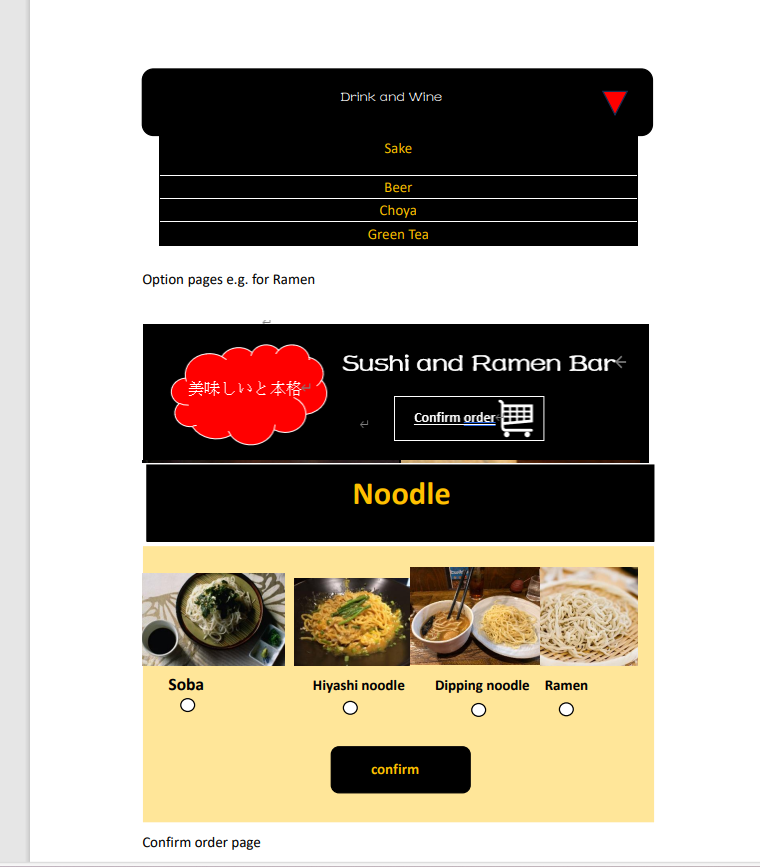 Drink and Wine
Sake
Beer
Choya
Green Tea
Option pages e.g. for Ramen
Sushi and Ramen Bar
美味しいと本格
Confirm order
Noodle
Soba
Hiyashi noodle
Dipping noodle
Ramen
confirm
Confirm order page